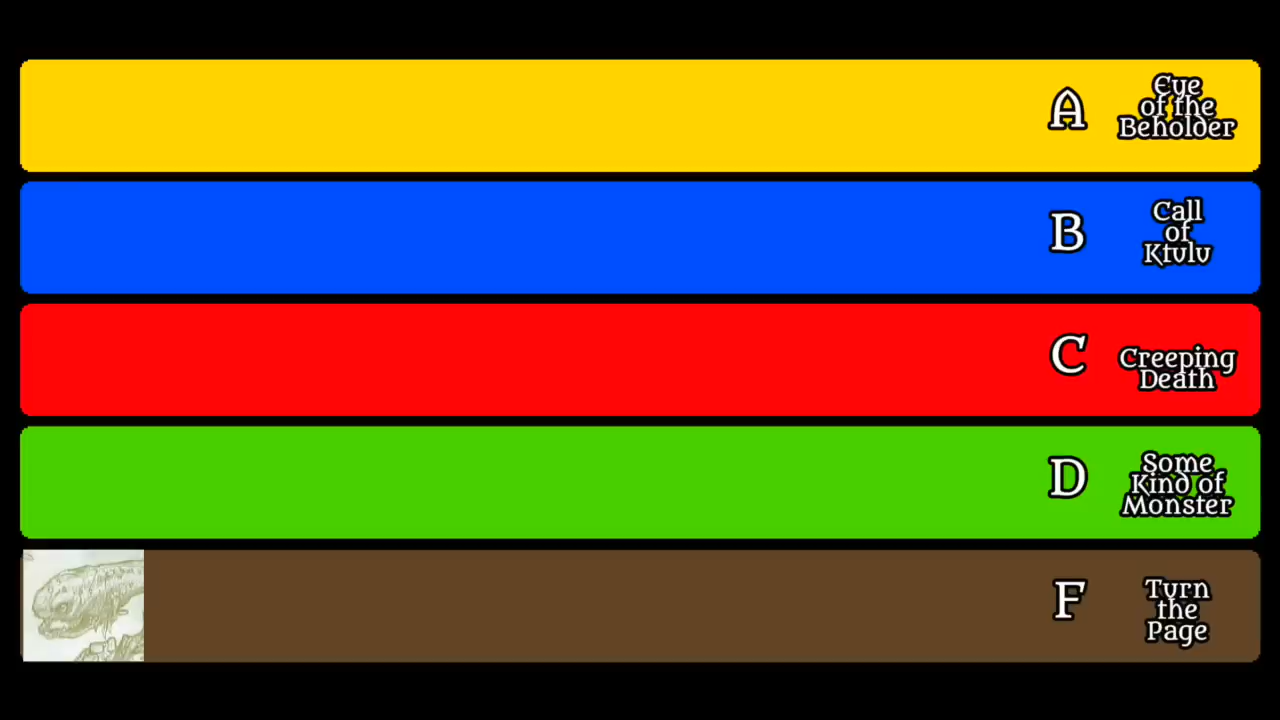 A
Eye
of the
Beholder
B
Call
of
Ktulu
C
Creeping
Death
D
Some
Kind of
Monster
F
Turn
the
Page